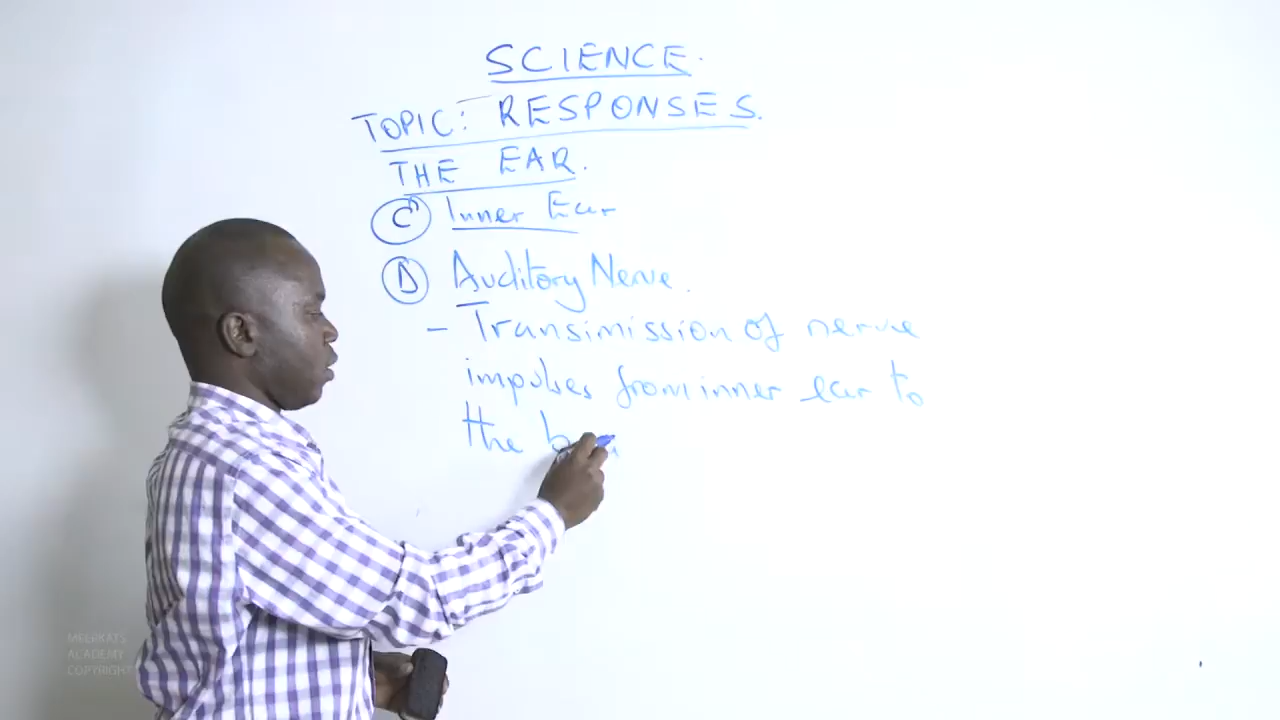 SCIENCE.
TOPIC: RESPONSES.
THE EAR.
C Inner Ear
D Auditory Nerve.
- Transimission of nerve
impulses from inner ear to
the
MEERKATS
ACADEMY
COPYRIGHT